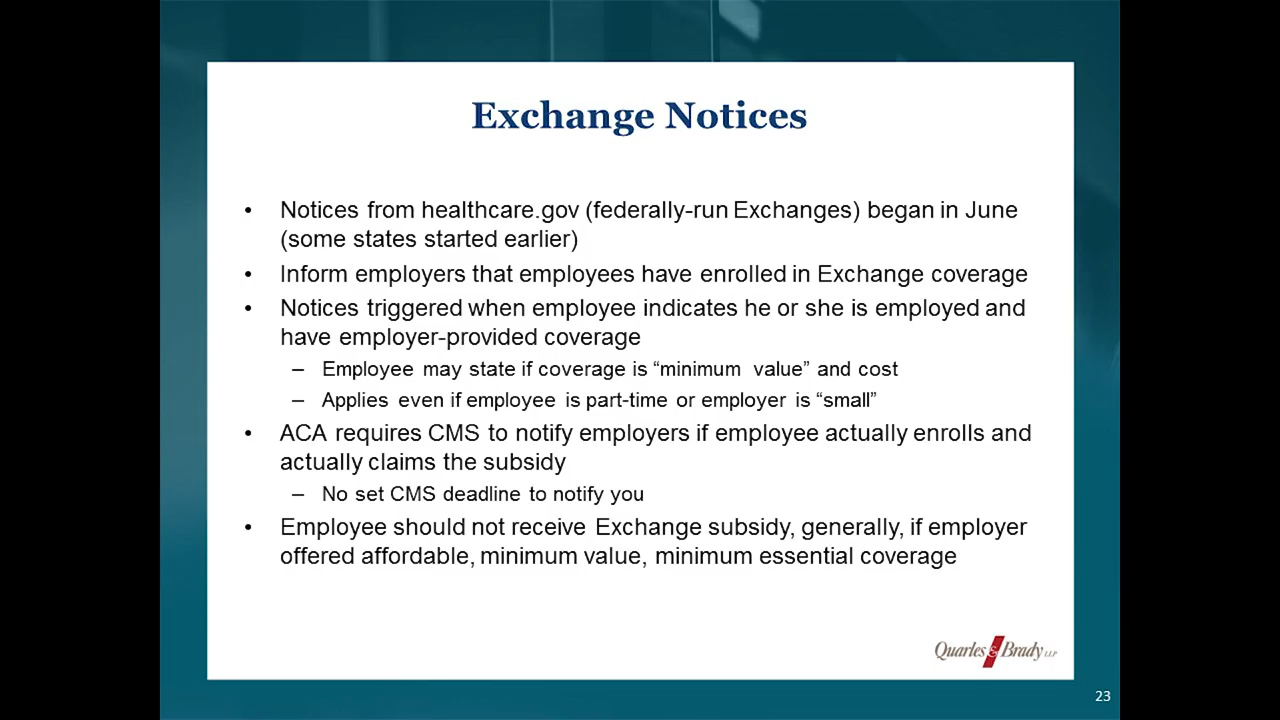 Exchange Notices
• Notices from healthcare.gov (federally-run Exchanges) began in June
(some states started earlier)
• Inform employers that employees have enrolled in Exchange coverage
• Notices triggered when employee indicates he or she is employed and
have employer-provided coverage
– Employee may state if coverage is “minimum value” and cost
– Applies even if employee is part-time or employer is “small”
• ACA requires CMS to notify employers if employee actually enrolls and
actually claims the subsidy
– No set CMS deadline to notify you
• Employee should not receive Exchange subsidy, generally, if employer
offered affordable, minimum value, minimum essential coverage
Quarles & Brady LLP
23